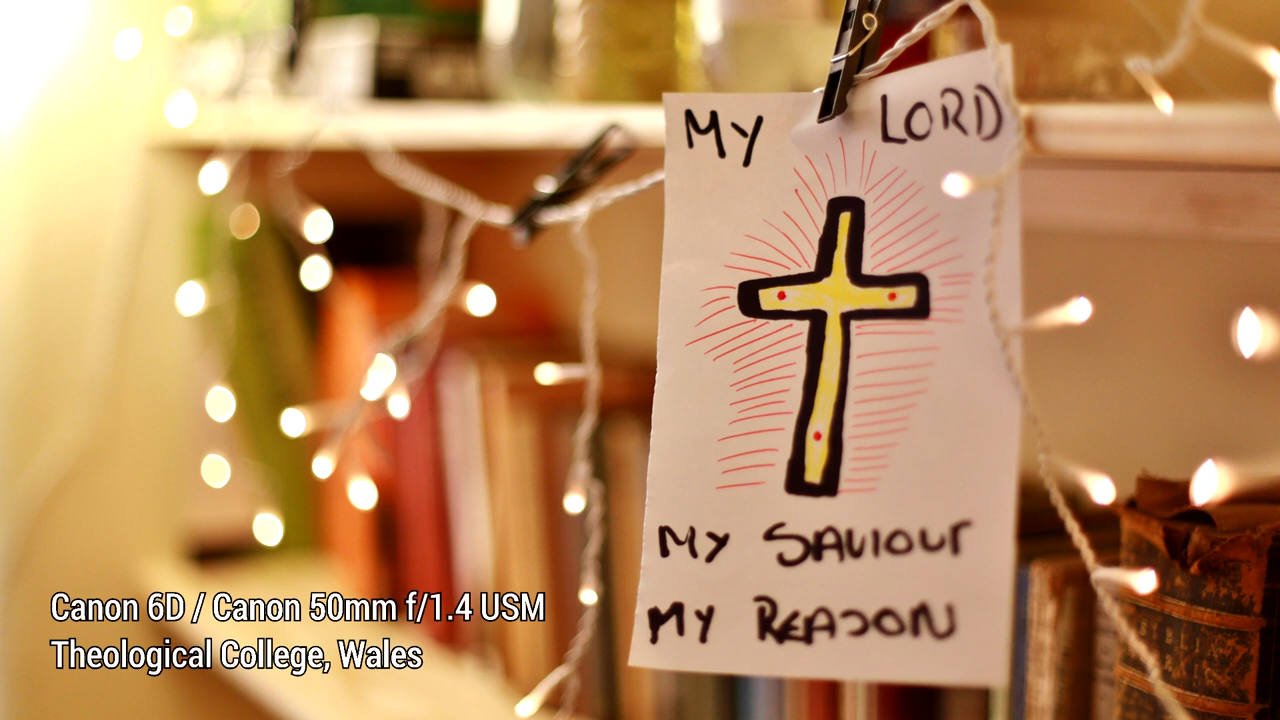 MY LORD
MY SAVIOUR
MY REASON
Canon 6D / Canon 50mm f/1.4 USM
Theological College, Wales